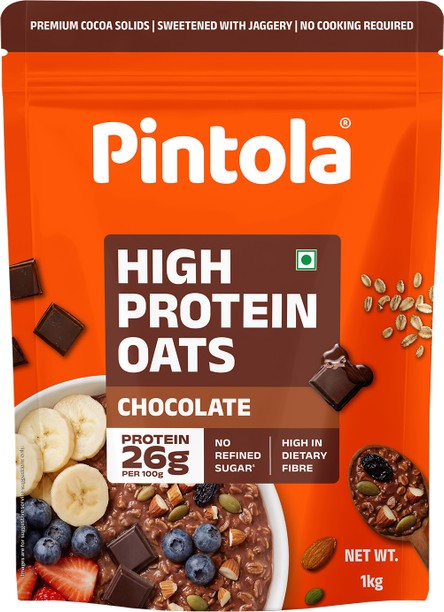 PREMIUM COCOA SOLIDS | SWEETENED WITH JAGGERY | NO COOKING REQUIRED
Pintola®
HIGH
PROTEIN
OATS
CHOCOLATE
PROTEIN
26g
PER 100g
NO
REFINED
SUGAR*
HIGH IN
DIETARY
FIBRE
NET WT.
1kg